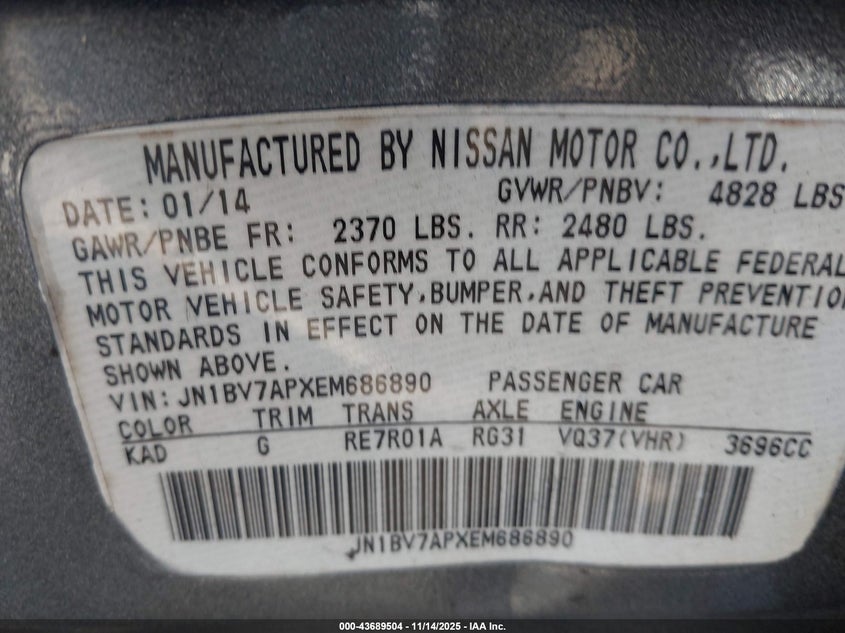 MANUFACTURED BY NISSAN MOTOR CO.,LTD.
DATE: 01/14 GVWR/PNBV: 4828 LBS
GAWR/PNBE FR: 2370 LBS. RR: 2480 LBS.
THIS VEHICLE CONFORMS TO ALL APPLICABLE FEDERAL
MOTOR VEHICLE SAFETY,BUMPER,AND THEFT PREVENTIO
STANDARDS IN EFFECT ON THE DATE OF MANUFACTURE
SHOWN ABOVE.
VIN: JN1BV7APXEM686890 PASSENGER CAR
COLOR TRIM TRANS AXLE ENGINE
KAD G RE7R01A RG31 VQ37(VHR) 3696CC
JN1BV7APXEM686890
000-43689504 - 11/14/2025 - IAA Inc.